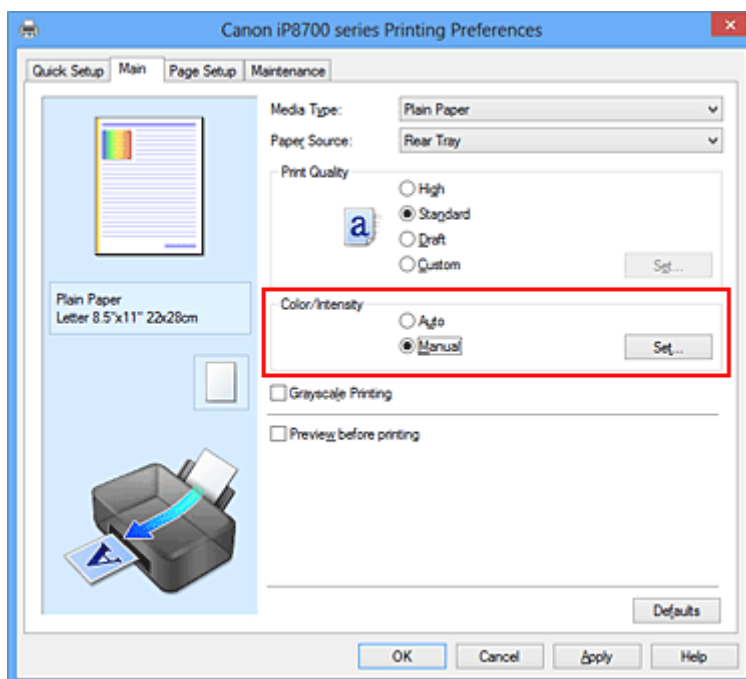 Canon iP8700 series Printing Preferences
Quick Setup Main Page Setup Maintenance
Media Type: Plain Paper
Paper Source: Rear Tray
Print Quality
High
a Standard
Draft
Custom Set...
Plain Paper
Letter 8.5"x11" 22x28cm
Color/Intensity
Auto
Manual Set...
Grayscale Printing
Preview before printing
A
Defaults
OK Cancel Apply Help